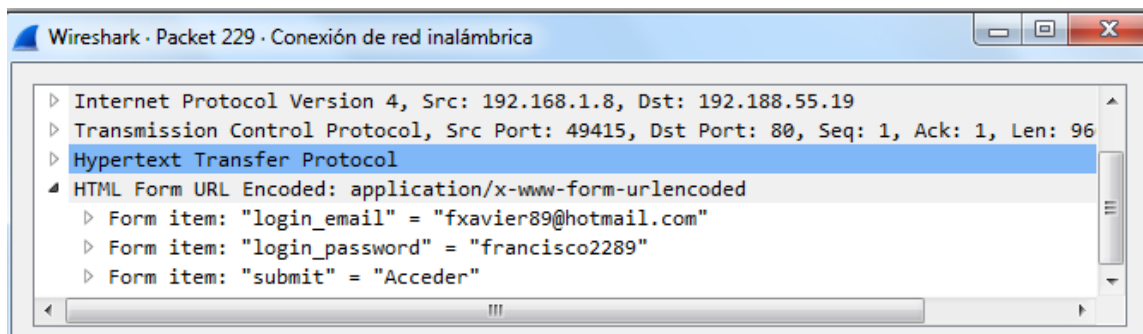 Wireshark · Packet 229 · Conexión de red inalámbrica
Internet Protocol Version 4, Src: 192.168.1.8, Dst: 192.188.55.19
Transmission Control Protocol, Src Port: 49415, Dst Port: 80, Seq: 1, Ack: 1, Len: 96
Hypertext Transfer Protocol
HTML Form URL Encoded: application/x-www-form-urlencoded
Form item: "login_email" = "fxavier89@hotmail.com"
Form item: "login_password" = "francisco2289"
Form item: "submit" = "Acceder"